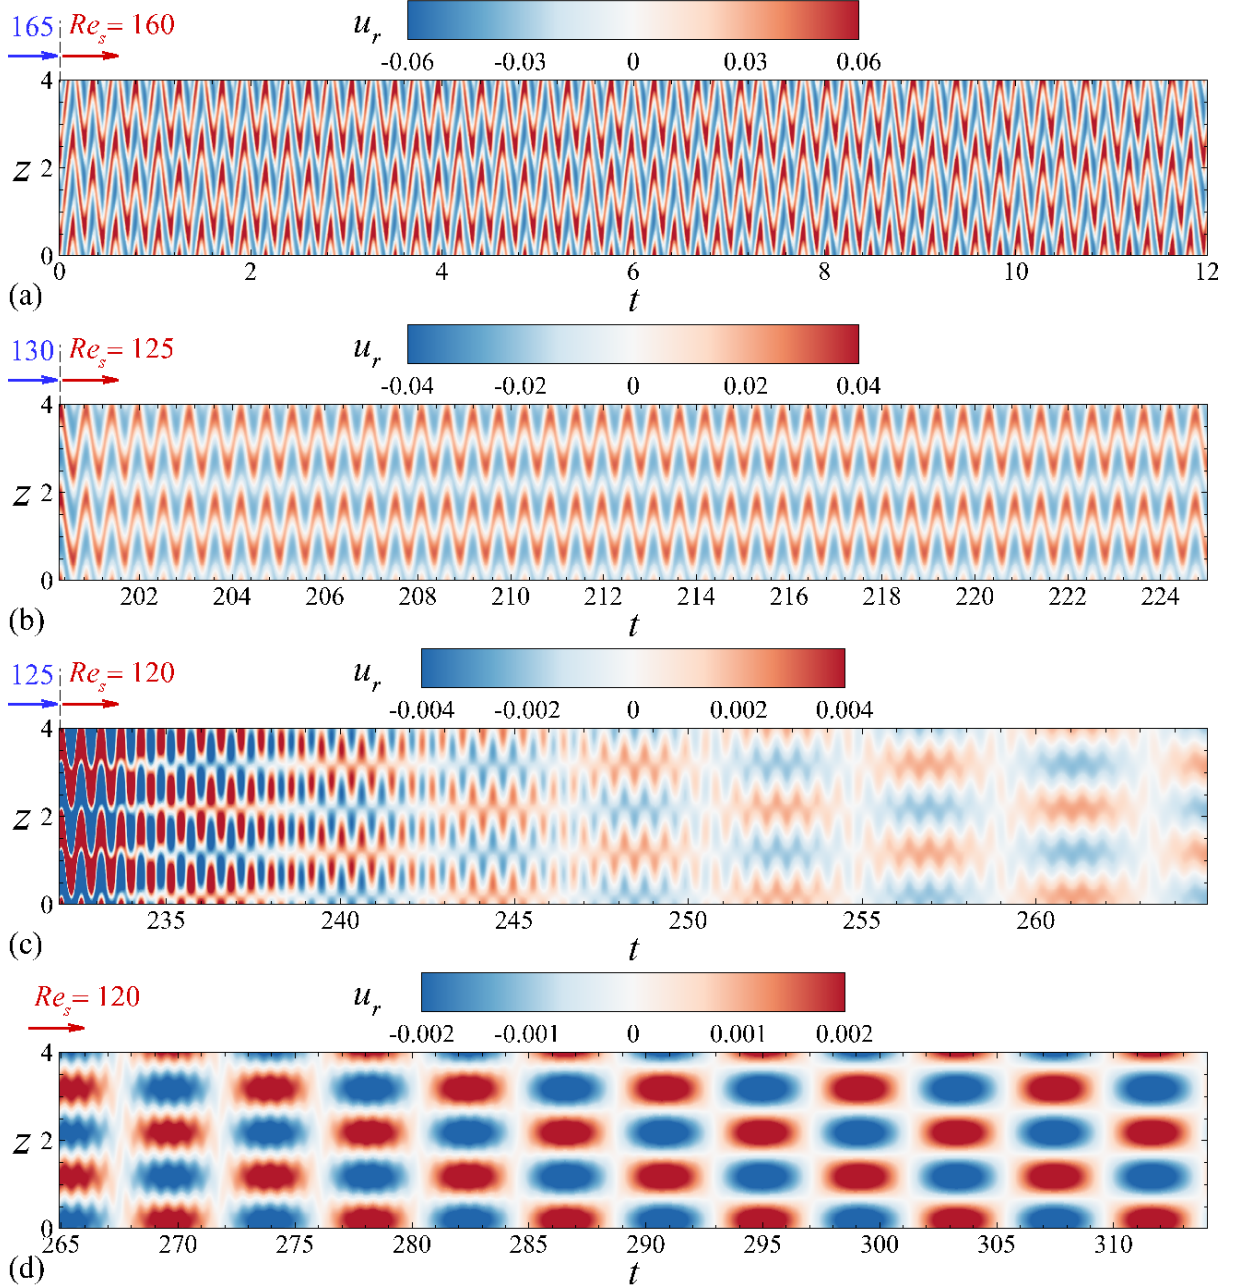 165 Re_s = 160 u_r
-0.06 -0.03 0 0.03 0.06
4
z 2
0
0 2 4 6 8 10 12
(a) t
130 Re_s = 125 u_r
-0.04 -0.02 0 0.02 0.04
4
z 2
0
202 204 206 208 210 212 214 216 218 220 222 224
(b) t
125 Re_s = 120 u_r
-0.004 -0.002 0 0.002 0.004
4
z 2
0
235 240 245 250 255 260
(c) t
Re_s = 120 u_r
-0.002 -0.001 0 0.001 0.002
4
z 2
0
265 270 275 280 285 290 295 300 305 310
(d) t